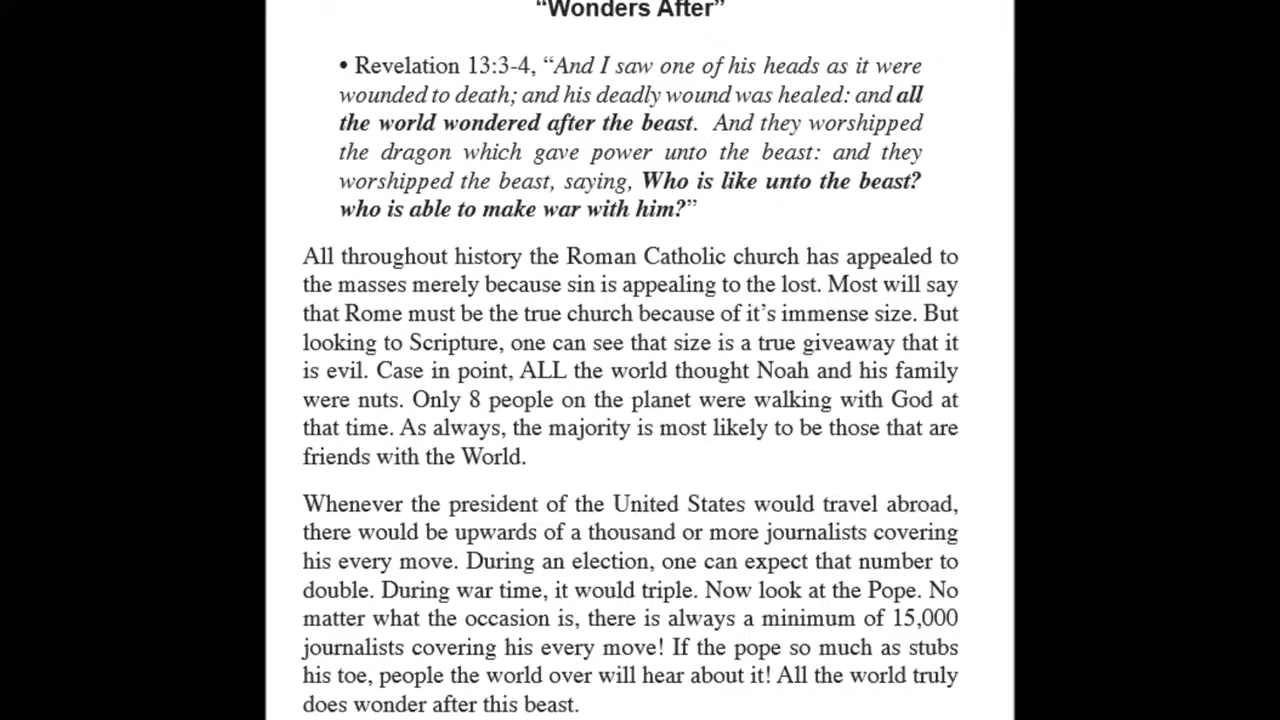 “Wonders After”
• Revelation 13:3-4, “And I saw one of his heads as it were
wounded to death; and his deadly wound was healed: and all
the world wondered after the beast. And they worshipped
the dragon which gave power unto the beast: and they
worshipped the beast, saying, Who is like unto the beast?
who is able to make war with him?”
All throughout history the Roman Catholic church has appealed to
the masses merely because sin is appealing to the lost. Most will say
that Rome must be the true church because of it’s immense size. But
looking to Scripture, one can see that size is a true giveaway that it
is evil. Case in point, ALL the world thought Noah and his family
were nuts. Only 8 people on the planet were walking with God at
that time. As always, the majority is most likely to be those that are
friends with the World.
Whenever the president of the United States would travel abroad,
there would be upwards of a thousand or more journalists covering
his every move. During an election, one can expect that number to
double. During war time, it would triple. Now look at the Pope. No
matter what the occasion is, there is always a minimum of 15,000
journalists covering his every move! If the pope so much as stubs
his toe, people the world over will hear about it! All the world truly
does wonder after this beast.